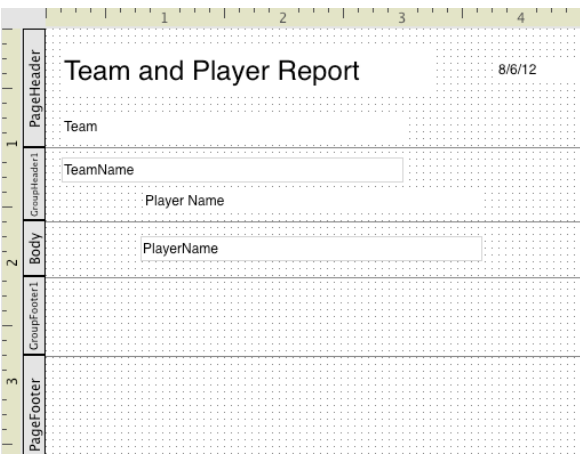 1 2 3 4
PageHeader
Team and Player Report 8/6/12
Team
1
GroupHeader1
TeamName
Player Name
Body
PlayerName
2
GroupFooter1
3
PageFooter